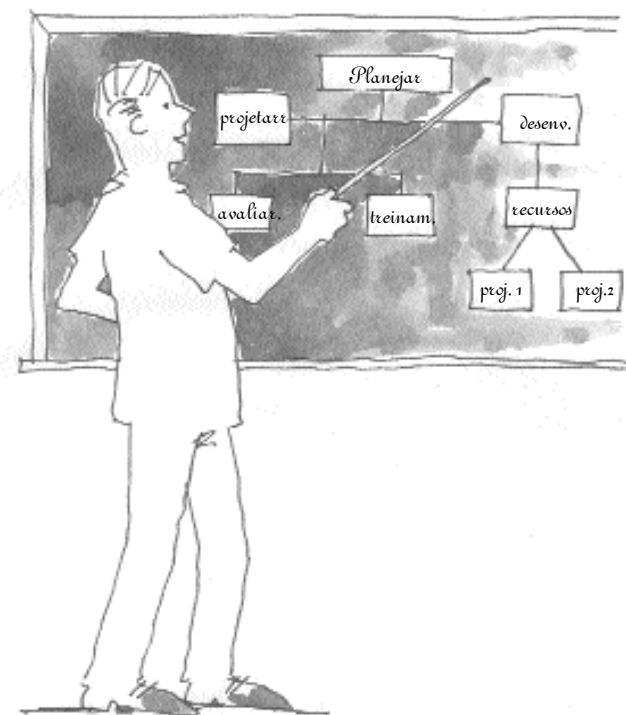 Planejar
projetarr
desenv.
avaliar.
treinam.
recursos
proj. 1
proj.2